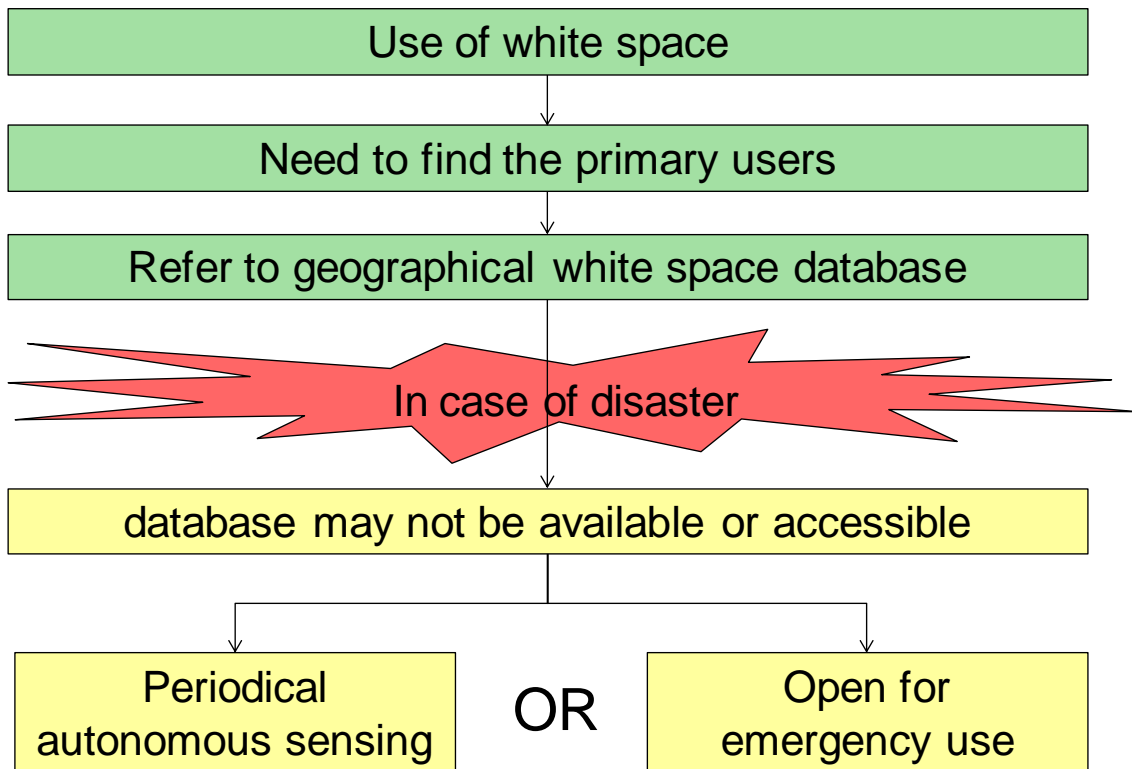 Use of white space
Need to find the primary users
Refer to geographical white space database
In case of disaster
database may not be available or accessible
Periodical
autonomous sensing
OR
Open for
emergency use